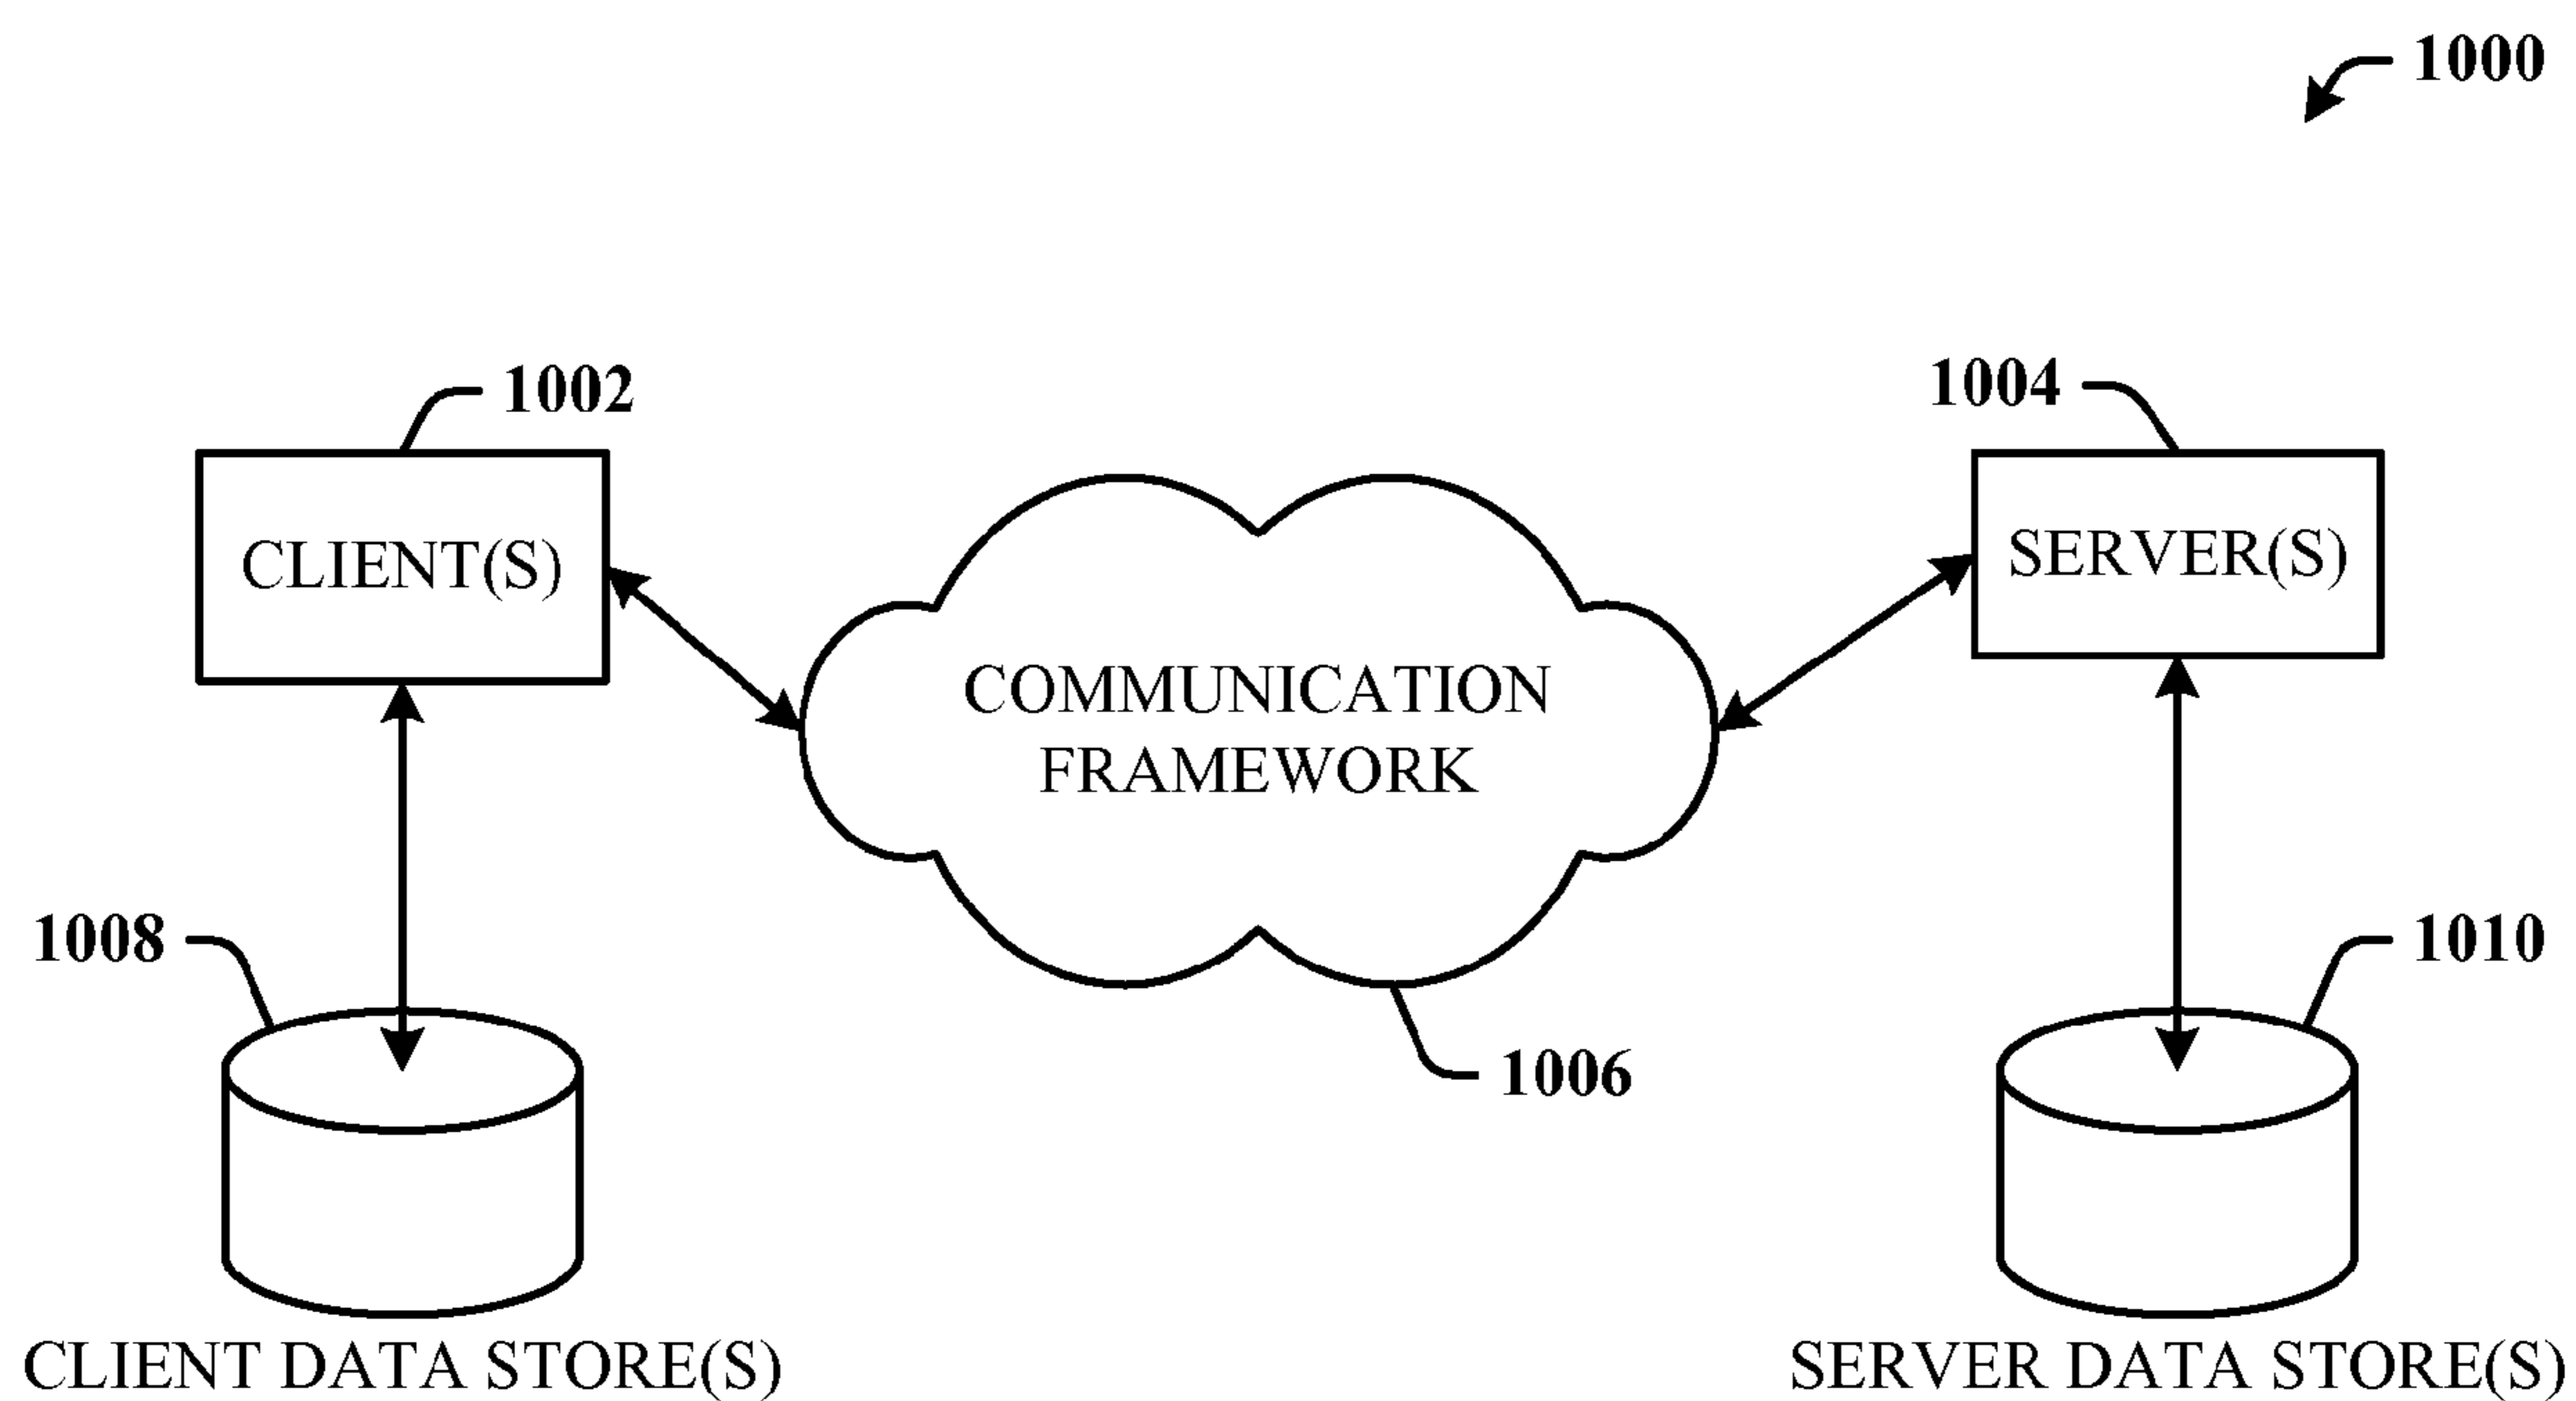 1000
1002
1004
CLIENT(S)
SERVER(S)
COMMUNICATION
FRAMEWORK
1008
1010
1006
CLIENT DATA STORE(S)
SERVER DATA STORE(S)